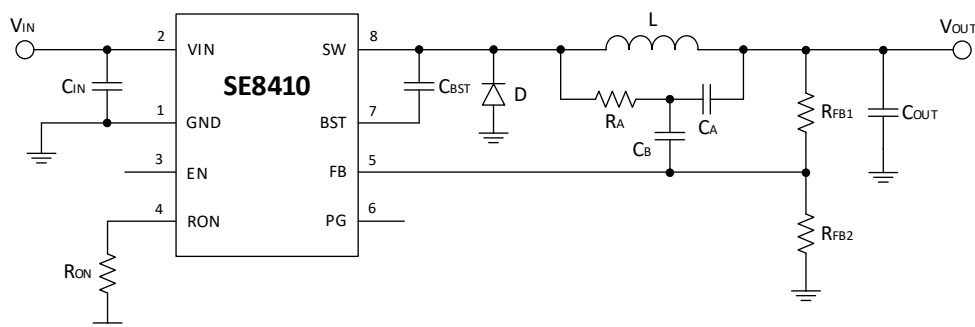 VIN
VOUT
2 VIN
SW 8
L
CIN
SE8410
CBST
D
RA
CA
RFB1
COUT
1 GND
BST 7
CB
3 EN
FB 5
4 RON
PG 6
RFB2
RON